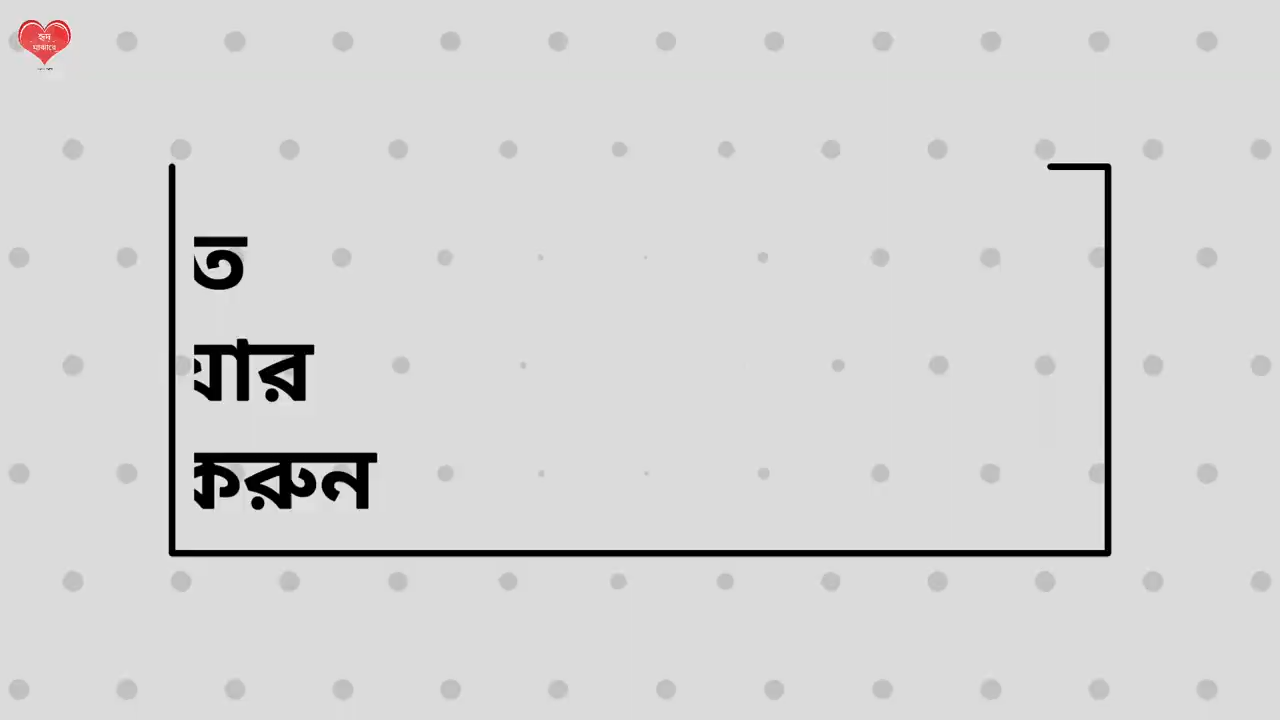 হৃদ
মাঝারে
ত
যার
করুন